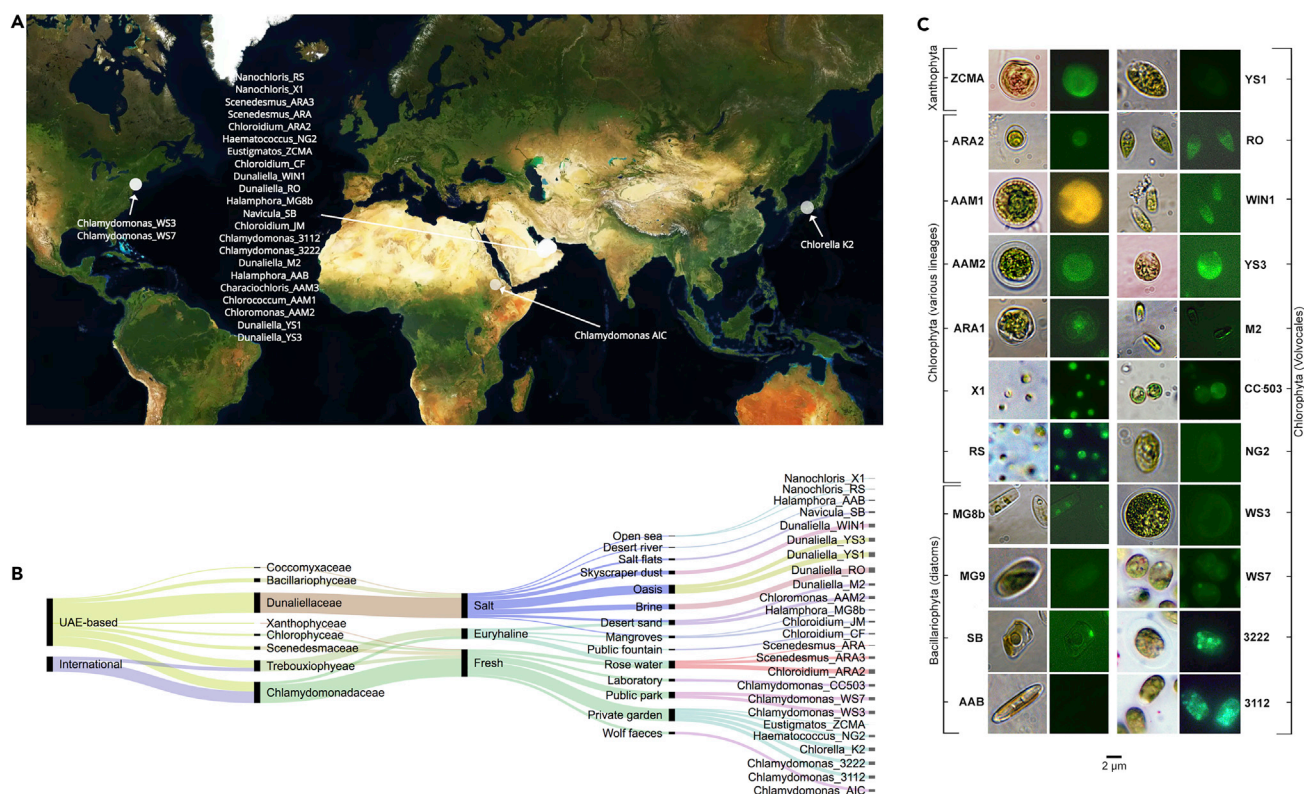 A
Nanochloris_RS
Nanochloris_X1
Scenedesmus_ARA3
Scenedesmus_ARA
Chloroidium_ARA2
Haematococcus_NG2
Eustigmatos_ZCMA
Chloroidium_CF
Dunaliella_WIN1
Dunaliella_RO
Halamphora_MG8b
Navicula_SB
Chloroidium_JM
Chlamydomonas_3112
Chlamydomonas_3222
Dunaliella_M2
Halamphora_AAB
Characiochloris_AAM3
Chlorococcum_AAM1
Chloromonas_AAM2
Dunaliella_YS1
Dunaliella_YS3
Chlamydomonas_WS3
Chlamydomonas_WS7
Chlorella K2
Chlamydomonas AIC
B
UAE-based
International
Coccomyxaceae
Bacillariophyceae
Dunaliellaceae
Xanthophyceae
Chlorophyceae
Scenedesmaceae
Trebouxiophyeae
Chlamydomonadaceae
Salt
Euryhaline
Fresh
Open sea
Desert river
Salt flats
Skyscraper dust
Oasis
Brine
Desert sand
Mangroves
Public fountain
Rose water
Laboratory
Public park
Private garden
Wolf faeces
Nanochloris_X1
Nanochloris_RS
Halamphora_AAB
Navicula_SB
Dunaliella_WIN1
Dunaliella_YS3
Dunaliella_YS1
Dunaliella_RO
Dunaliella_M2
Chloromonas_AAM2
Halamphora_MG8b
Chloroidium_JM
Chloroidium_CF
Scenedesmus_ARA
Scenedesmus_ARA3
Chloroidium_ARA2
Chlamydomonas_CC503
Chlamydomonas_WS7
Chlamydomonas_WS3
Eustigmatos_ZCMA
Haematococcus_NG2
Chlorella_K2
Chlamydomonas_3222
Chlamydomonas_3112
Chlamydomonas_AIC
C
Xanthophyta
Chlorophyta (various lineages)
Bacillariophyta (diatoms)
ZCMA
ARA2
AAM1
AAM2
ARA1
X1
RS
MG8b
MG9
SB
AAB
YS1
RO
WIN1
YS3
M2
CC-503
NG2
WS3
WS7
3222
3112
Chlorophyta (Volvocales)
2 µm